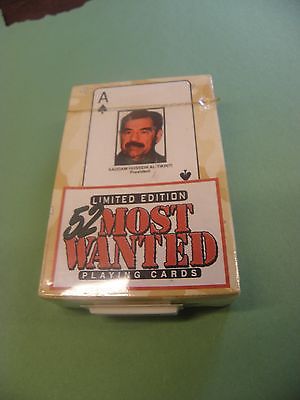 A
SADDAM HUSSEIN AL-TIKRITI
President
LIMITED EDITION
52 MOST
WANTED
PLAYING CARDS